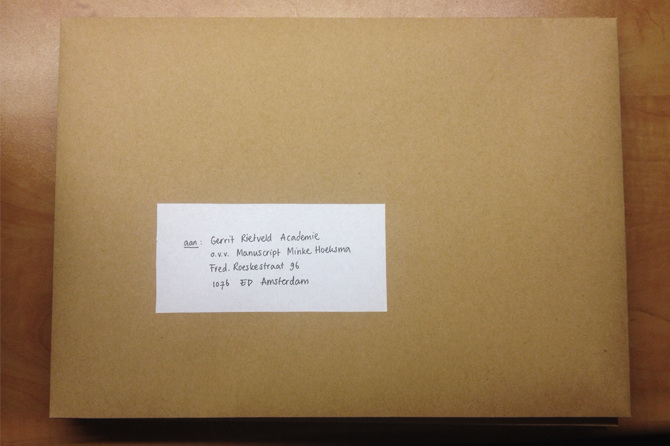 aan: Gerrit Rietveld Academie
o.v.v. Manuscript Minke Hoeksma
Fred. Roeskestraat 96
1076 ED Amsterdam